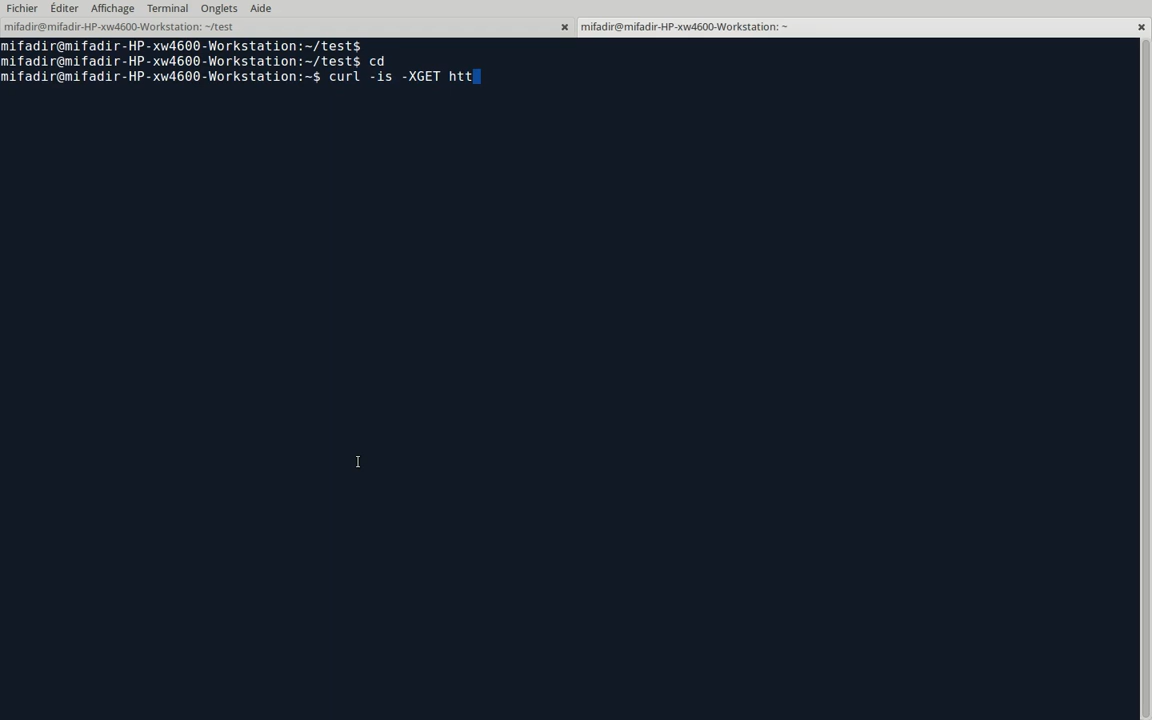 Fichier Éditer Affichage Terminal Onglets Aide
mifadir@mifadir-HP-xw4600-Workstation: ~/test mifadir@mifadir-HP-xw4600-Workstation: ~
mifadir@mifadir-HP-xw4600-Workstation:~/test$
mifadir@mifadir-HP-xw4600-Workstation:~/test$ cd
mifadir@mifadir-HP-xw4600-Workstation:~$ curl -is -XGET htt